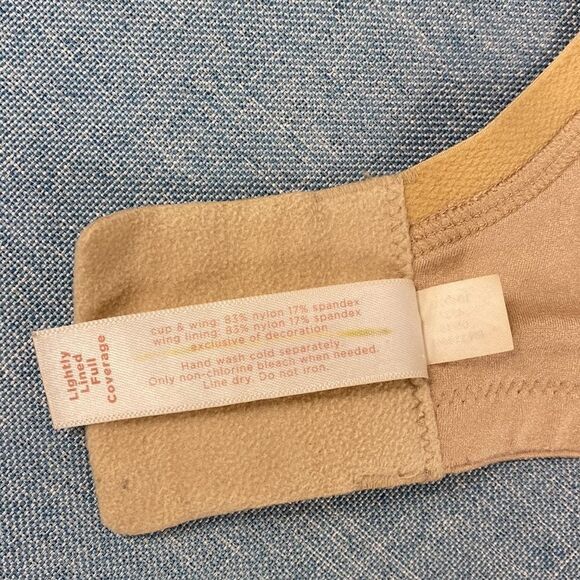 Lightly
Lined
Full
Coverage
cup & wing: 83% nylon 17% spandex
wing lining: 83% nylon 17% spandex
exclusive of decoration
Hand wash cold separately.
Only non-chlorine bleach when needed.
Line dry. Do not iron.